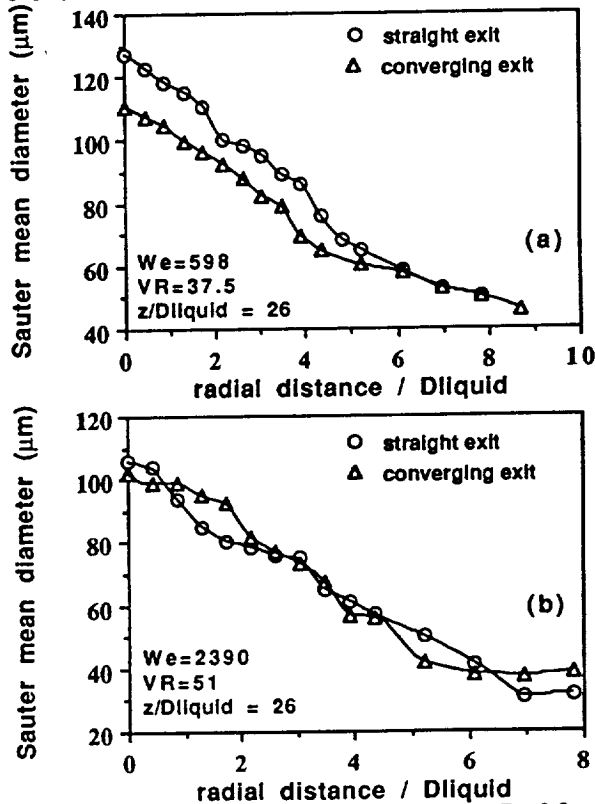 140
120
100
80
60
40
Sauter mean diameter (μm)
straight exit
converging exit
(a)
We=598
VR=37.5
z/Dliquid = 26
0 2 4 6 8 10
radial distance / Dliquid
120
100
80
60
40
20
Sauter mean diameter (μm)
straight exit
converging exit
(b)
We=2390
VR=51
z/Dliquid = 26
0 2 4 6 8
radial distance / Dliquid